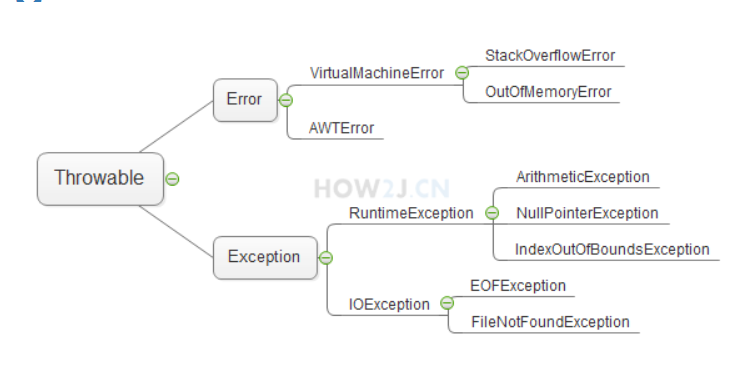 StackOverflowError
VirtualMachineError
OutOfMemoryError
Error
AWTError
Throwable
HOW2J.CN
ArithmeticException
RuntimeException
NullPointerException
IndexOutOfBoundsException
Exception
EOFException
IOException
FileNotFoundException